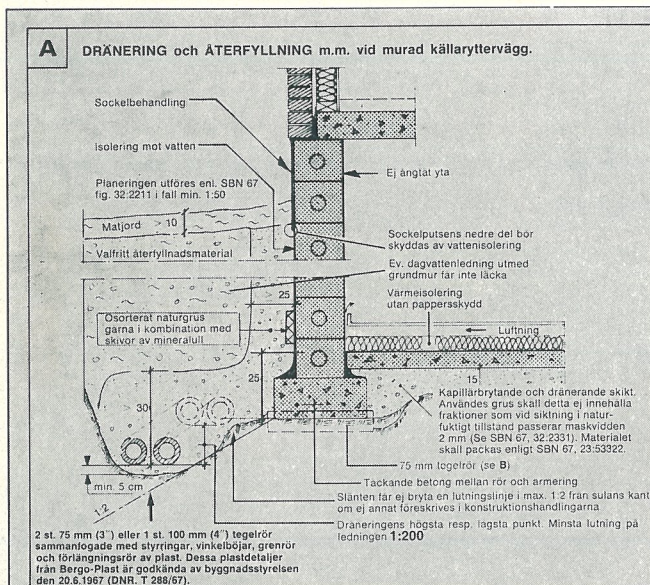 A
DRÄNERING och ÅTERFYLLNING m.m. vid murad källaryttervägg.
Sockelbehandling
Isolering mot vatten
Planeringen utföres enl. SBN 67
fig. 32:2211 i fall min. 1:50
Matjord > 10
Valfritt återfyllnadsmaterial
Ej ångtät yta
Sockelputsens nedre del bör
skyddas av vattenisolering
Ev. dagvattenledning utmed
grundmur får inte läcka
Värmeisolering
utan pappersskydd
25
Osorterat naturgrus
gärna i kombination med
skivor av mineralull
Luftning
25
15
30
Kapillärbrytande och dränerande skikt.
Användes grus skall detta ej innehålla
fraktioner som vid siktning i natur-
fuktigt tillstånd passerar maskvidden
2 mm (Se SBN 67, 32:2331). Materialet
skall packas enligt SBN 67, 23:53322.
75 mm tegelrör (se B)
Täckande betong mellan rör och armering
min. 5 cm
1:2
Slänten får ej bryta en lutningslinje i max. 1:2 från sulans kant
om ej annat föreskrives i konstruktionshandlingarna
Dräneringens högsta resp. lägsta punkt. Minsta lutning på
ledningen 1:200
2 st. 75 mm (3″) eller 1 st. 100 mm (4″) tegelrör
sammanfogade med styrringar, vinkelböjar, grenrör
och förlängningsrör av plast. Dessa plastdetaljer
från Bergo-Plast är godkända av byggnadsstyrelsen
den 20.6.1967 (DNR. T 288/67).